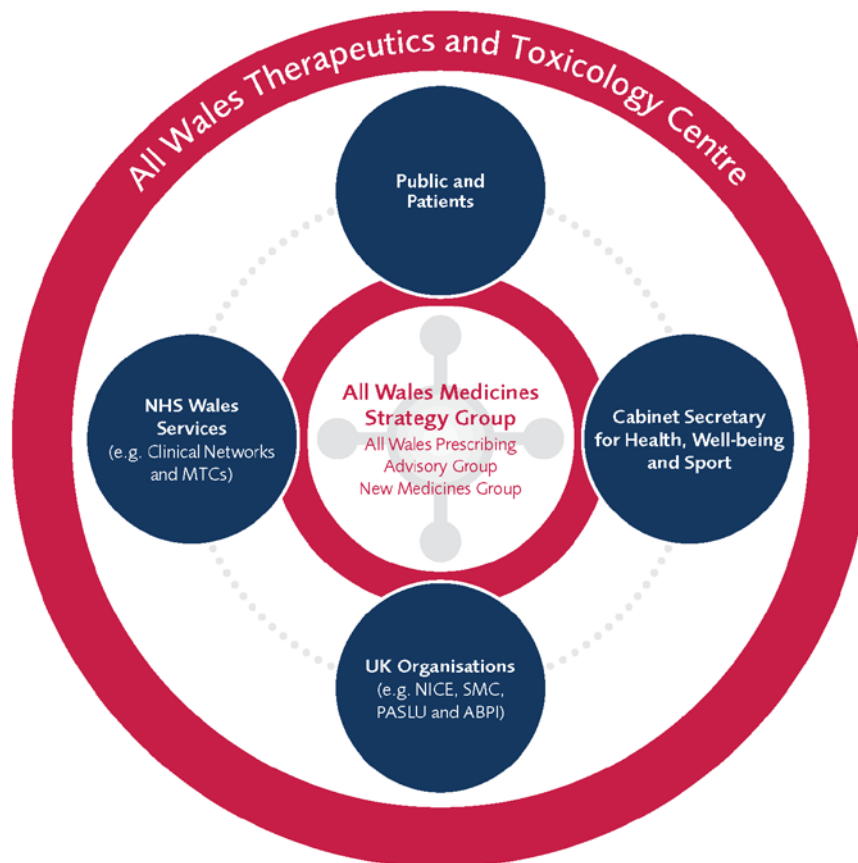 All Wales Therapeutics and Toxicology Centre
Public and
Patients
NHS Wales
Services
(e.g. Clinical Networks
and MTCs)
All Wales Medicines
Strategy Group
All Wales Prescribing
Advisory Group
New Medicines Group
Cabinet Secretary
for Health, Well-being
and Sport
UK Organisations
(e.g. NICE, SMC,
PASLU and ABPI)